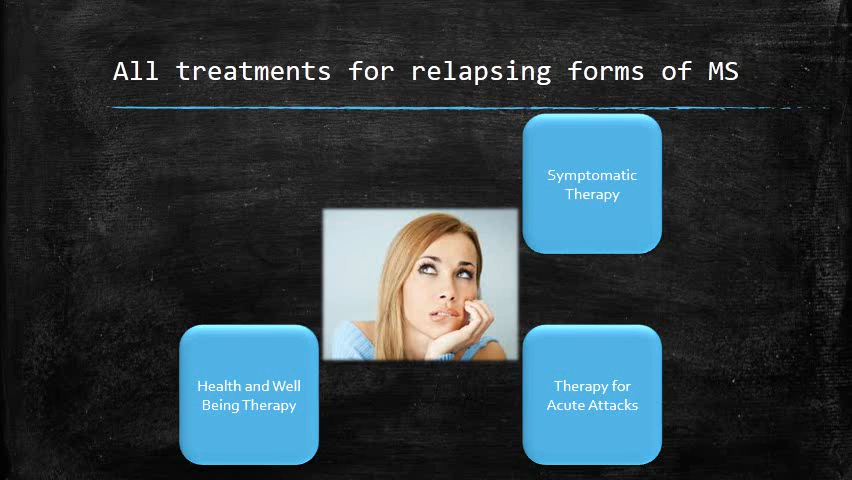 All treatments for relapsing forms of MS
Symptomatic
Therapy
Health and Well
Being Therapy
Therapy for
Acute Attacks